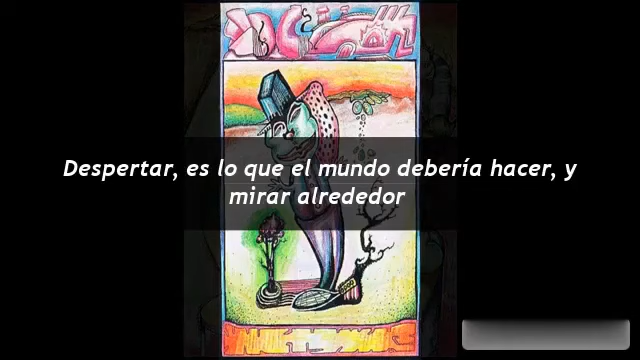 Despertar, es lo que el mundo debería hacer, y
mirar alrededor